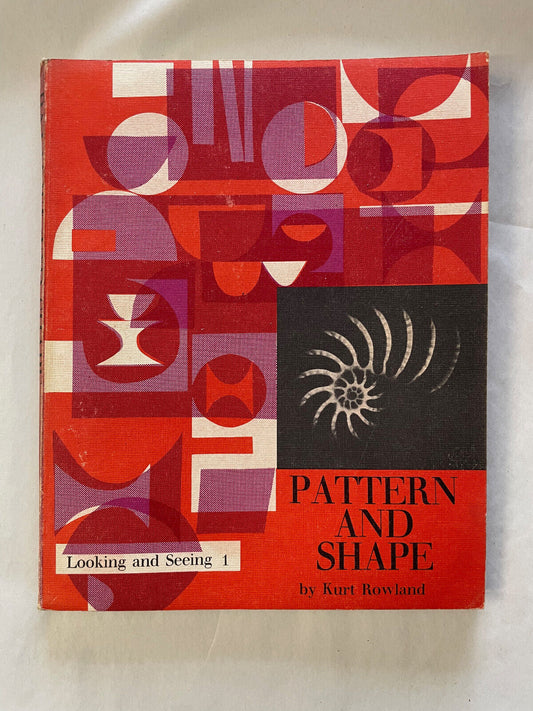 PATTERN
AND
SHAPE
by Kurt Rowland
Looking and Seeing 1